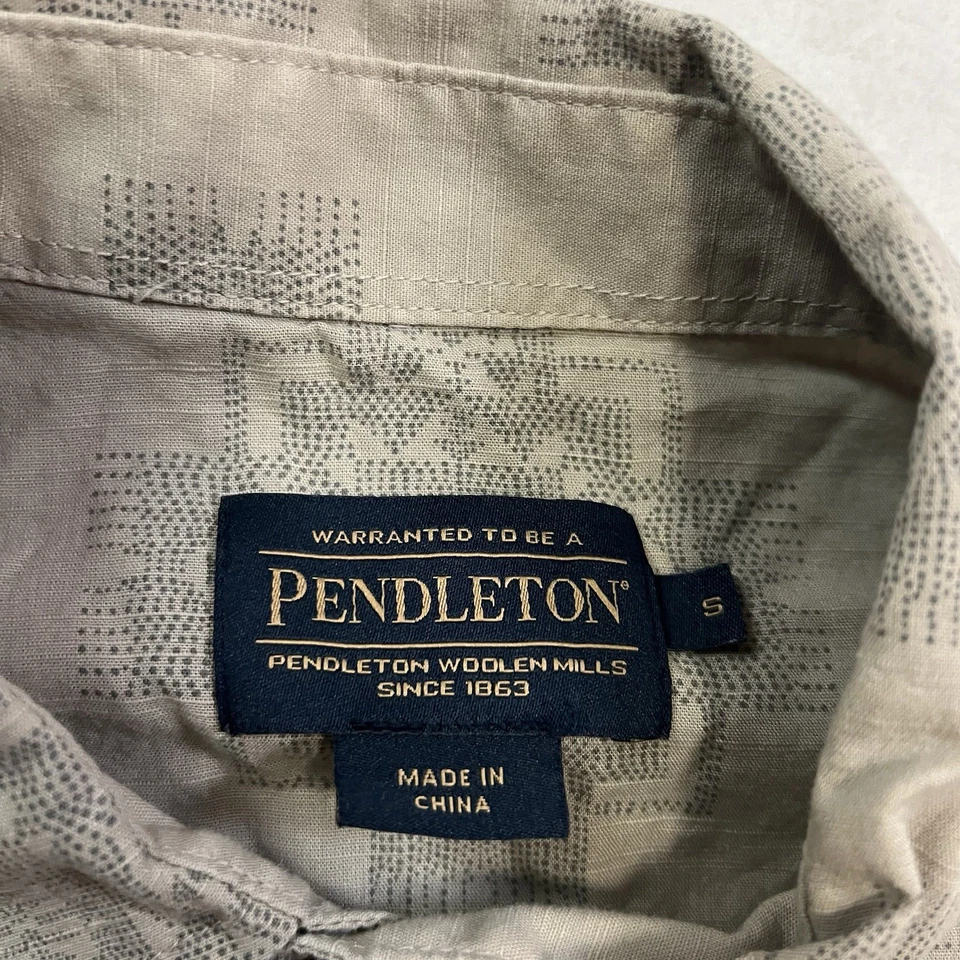 WARRANTED TO BE A
PENDLETON®
S
PENDLETON WOOLEN MILLS
SINCE 1863
MADE IN
CHINA